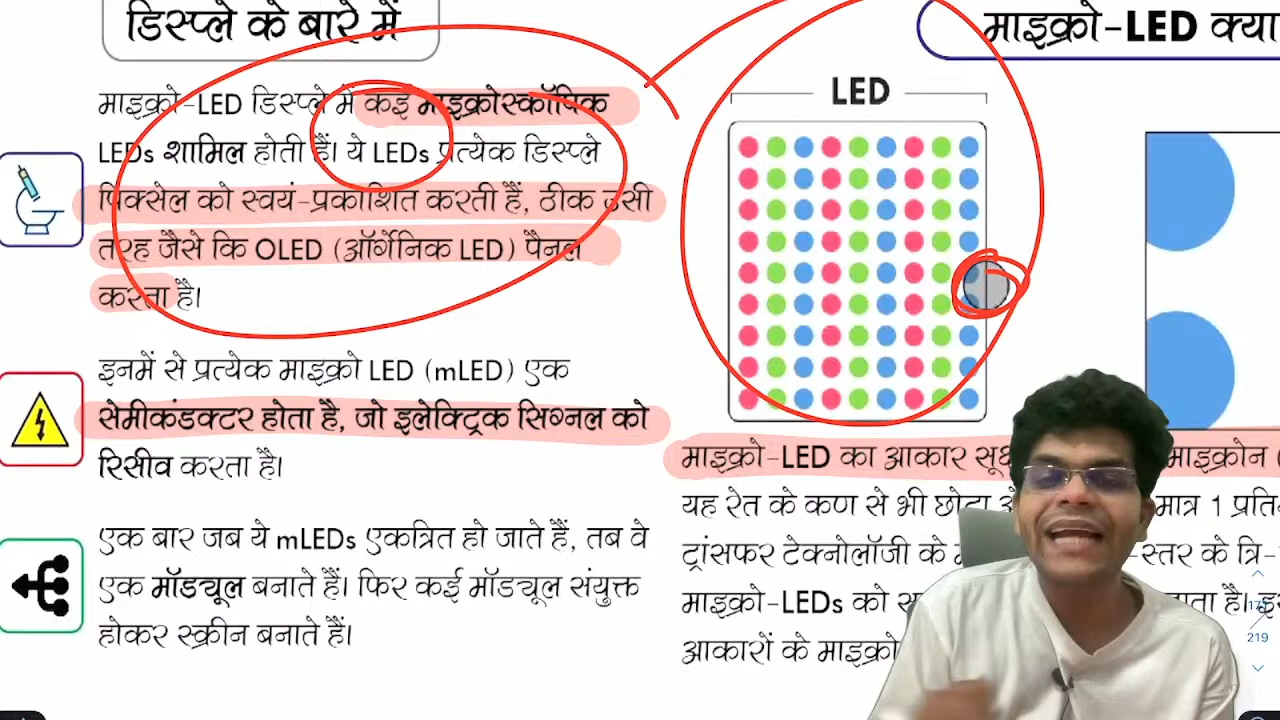 डिस्प्ले के बारे में
माइक्रो-LED डिस्प्ले में कई माइक्रोस्कॉपिक
LEDs शामिल होती हैं। ये LEDs प्रत्येक डिस्प्ले
पिक्सेल को स्वयं-प्रकाशित करती हैं, ठीक उसी
तरह जैसे कि OLED (ऑर्गेनिक LED) पैनल
करता है।
इनमें से प्रत्येक माइक्रो LED (mLED) एक
सेमीकंडक्टर होता है, जो इलेक्ट्रिक सिग्नल को
रिसीव करता है।
एक बार जब ये mLEDs एकत्रित हो जाते हैं, तब वे
एक मॉड्यूल बनाते हैं। फिर कई मॉड्यूल संयुक्त
होकर स्क्रीन बनाते हैं।
माइक्रो-LED क्या
LED
माइक्रो-LED का आकार माइक्रोन
यह रेत के कण से भी छोटा मात्र 1
ट्रांसफर टेक्नोलॉजी के स्तर के त्रि-
माइक्रो-LEDs को जाता है।
आकारों के
219